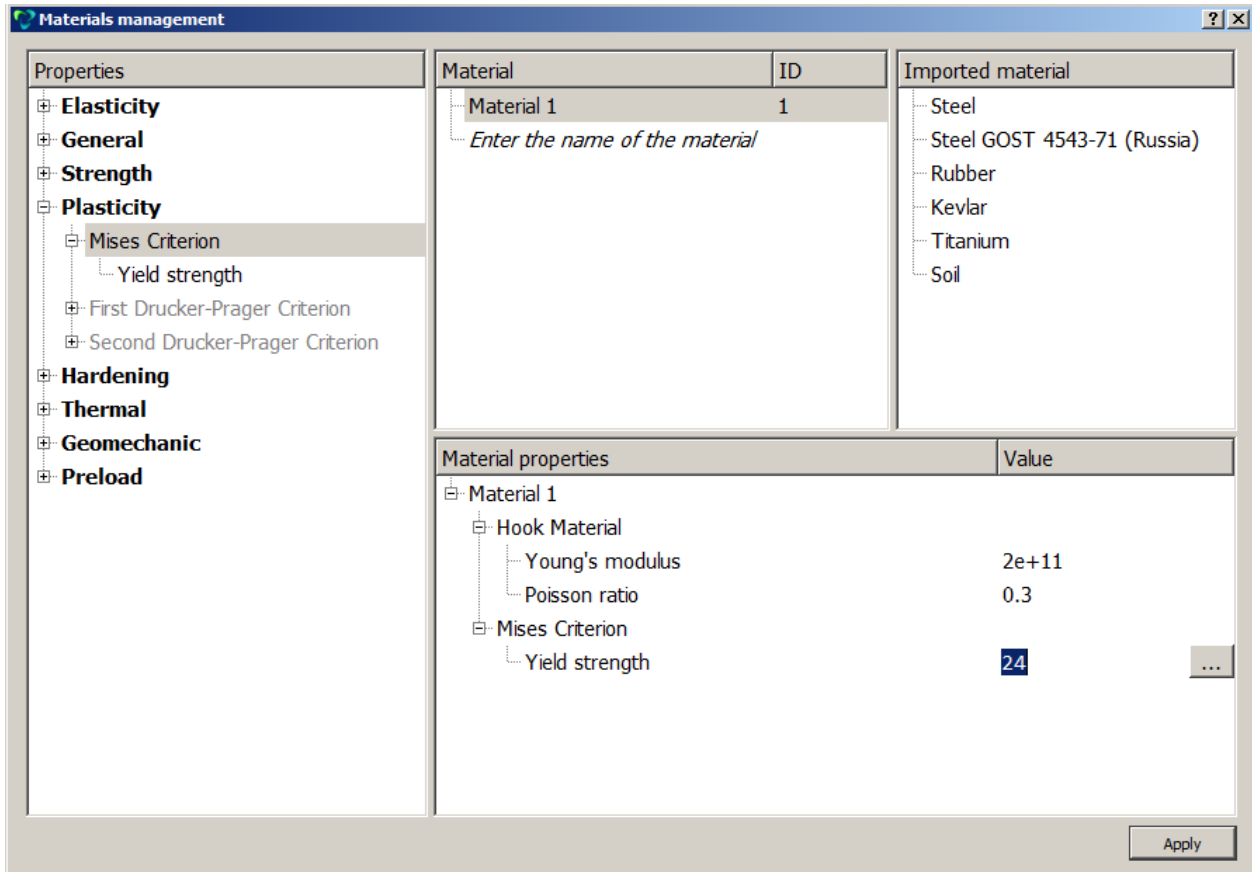 Materials management
Properties
Elasticity
General
Strength
Plasticity
Mises Criterion
Yield strength
First Drucker-Prager Criterion
Second Drucker-Prager Criterion
Hardening
Thermal
Geomechanic
Preload
Material ID
Material 1 1
Enter the name of the material
Imported material
Steel
Steel GOST 4543-71 (Russia)
Rubber
Kevlar
Titanium
Soil
Material properties Value
Material 1
Hook Material
Young's modulus 2e+11
Poisson ratio 0.3
Mises Criterion
Yield strength 24 ...
Apply